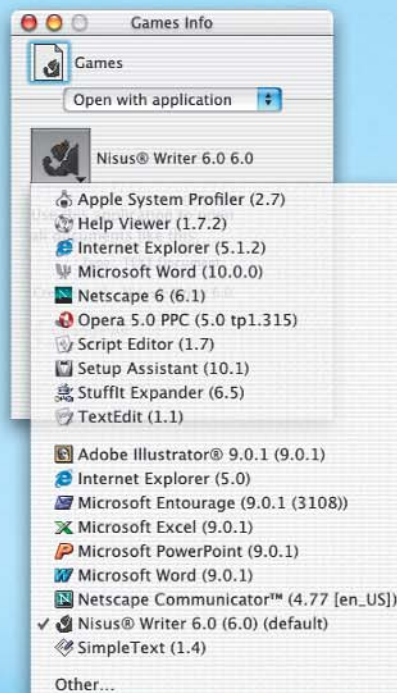 Games Info
Games
Open with application
Nisus® Writer 6.0 6.0
Apple System Profiler (2.7)
Help Viewer (1.7.2)
Internet Explorer (5.1.2)
Microsoft Word (10.0.0)
Netscape 6 (6.1)
Opera 5.0 PPC (5.0 tp1.315)
Script Editor (1.7)
Setup Assistant (10.1)
StuffIt Expander (6.5)
TextEdit (1.1)
Adobe Illustrator® 9.0.1 (9.0.1)
Internet Explorer (5.0)
Microsoft Entourage (9.0.1 (3108))
Microsoft Excel (9.0.1)
Microsoft PowerPoint (9.0.1)
Microsoft Word (9.0.1)
Netscape Communicator™ (4.77 [en_US])
✓ Nisus® Writer 6.0 (6.0) (default)
SimpleText (1.4)
Other...